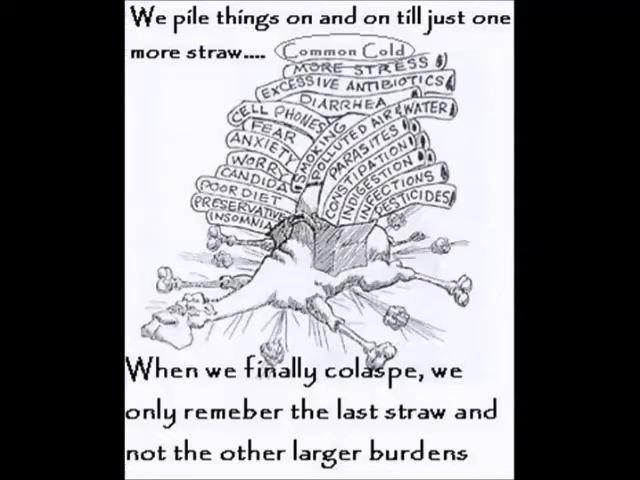 We pile things on and on till just one
more straw.... Common Cold
MORE STRESS
EXCESSIVE ANTIBIOTICS
DIARRHEA
CELL PHONES
FEAR
ANXIETY
WORRY
CANDIDA
POOR DIET
PRESERVATIVE
INSOMNIA
SMOKING
POLLUTED AIR & WATER
PARASITES
CONSTIPATION
INDIGESTION
INFECTIONS
PESTICIDES
When we finally colaspe, we
only remeber the last straw and
not the other larger burdens